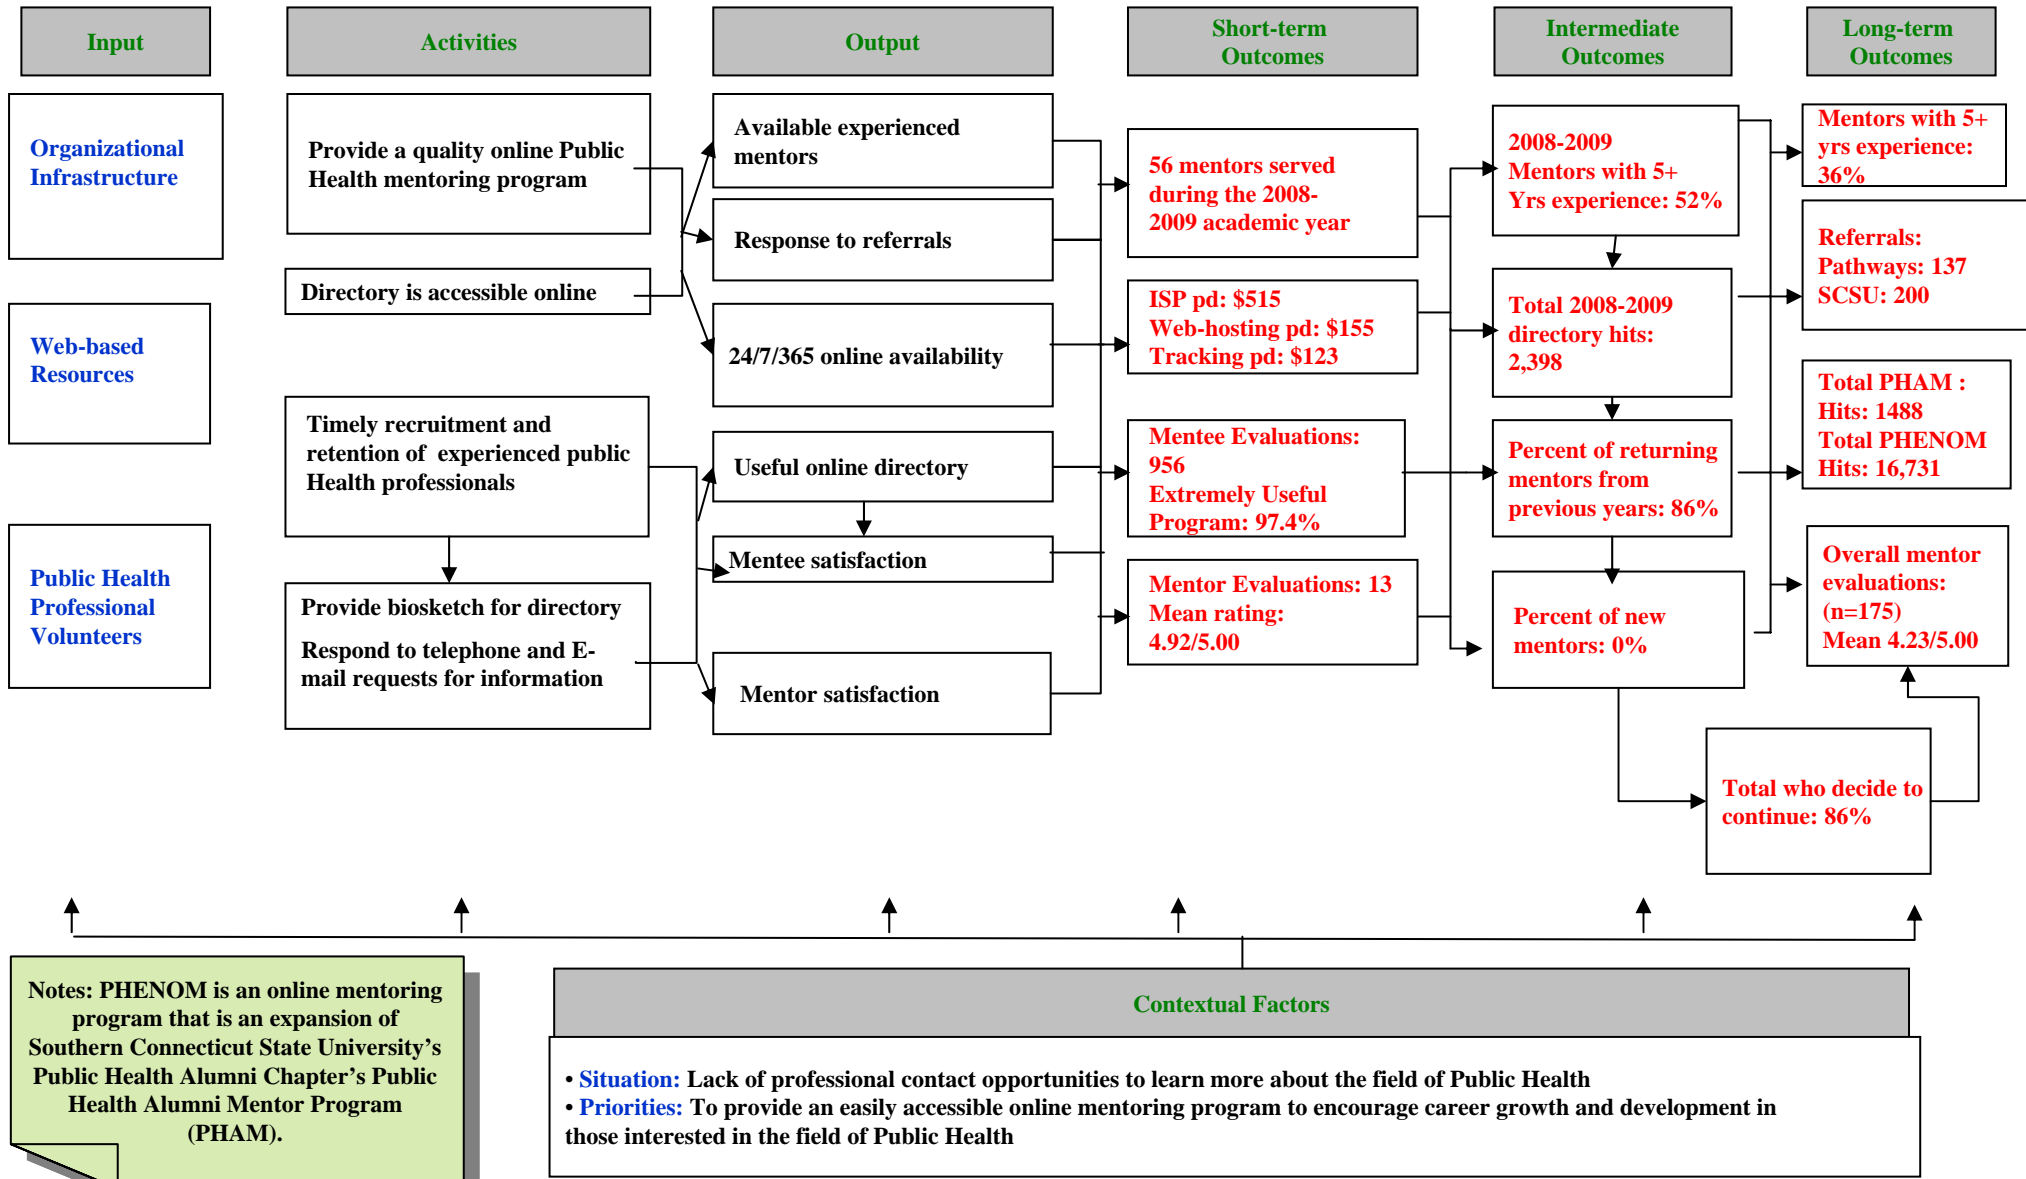 Input
Activities
Output
Short-term
Outcomes
Intermediate
Outcomes
Long-term
Outcomes
Organizational
Infrastructure
Web-based
Resources
Public Health
Professional
Volunteers
Provide a quality online Public
Health mentoring program
Directory is accessible online
Timely recruitment and
retention of experienced public
Health professionals
Provide biosketch for directory
Respond to telephone and E-
mail requests for information
Available experienced
mentors
Response to referrals
24/7/365 online availability
Useful online directory
Mentee satisfaction
Mentor satisfaction
56 mentors served
during the 2008-
2009 academic year
ISP pd: $515
Web-hosting pd: $155
Tracking pd: $123
Mentee Evaluations:
956
Extremely Useful
Program: 97.4%
Mentor Evaluations: 13
Mean rating:
4.92/5.00
2008-2009
Mentors with 5+
Yrs experience: 52%
Total 2008-2009
directory hits:
2,398
Percent of returning
mentors from
previous years: 86%
Percent of new
mentors: 0%
Total who decide to
continue: 86%
Mentors with 5+
yrs experience:
36%
Referrals:
Pathways: 137
SCSU: 200
Total PHAM :
Hits: 1488
Total PHENOM
Hits: 16,731
Overall mentor
evaluations:
(n=175)
Mean 4.23/5.00
Notes: PHENOM is an online mentoring
program that is an expansion of
Southern Connecticut State University’s
Public Health Alumni Chapter’s Public
Health Alumni Mentor Program
(PHAM).
Contextual Factors
• Situation: Lack of professional contact opportunities to learn more about the field of Public Health
• Priorities: To provide an easily accessible online mentoring program to encourage career growth and development in
those interested in the field of Public Health